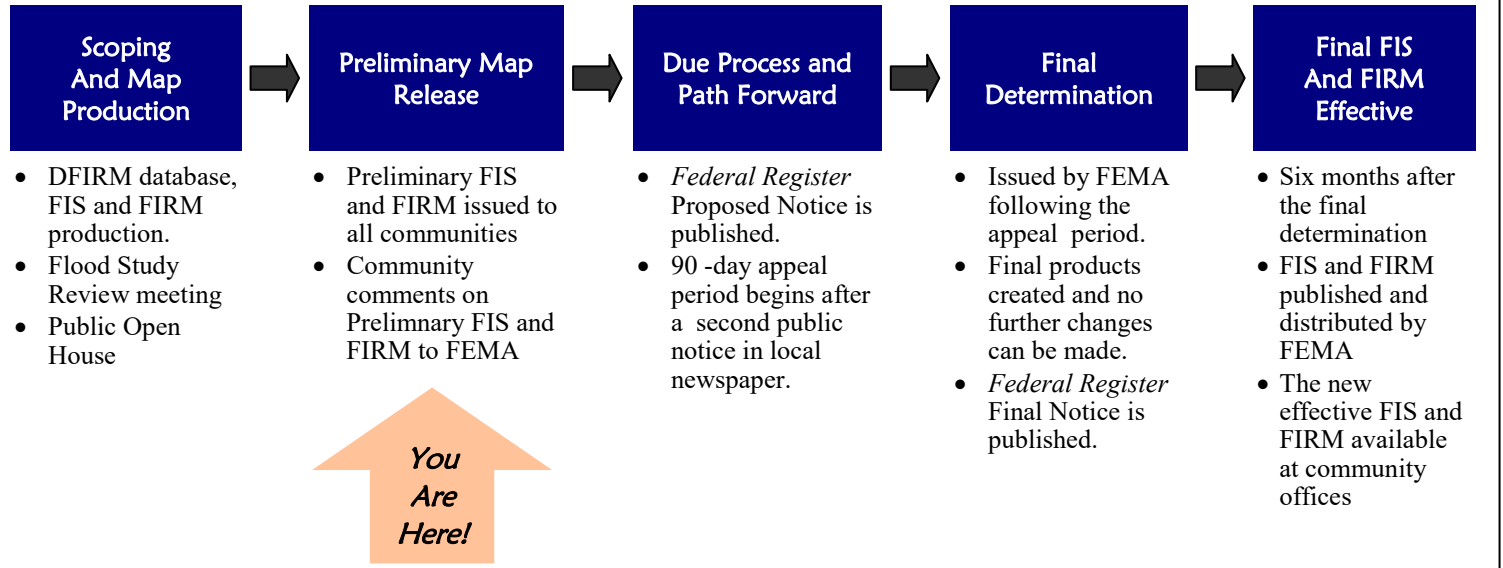 Scoping
And Map
Production
• DFIRM database,
FIS and FIRM
production.
• Flood Study
Review meeting
• Public Open
House
Preliminary Map
Release
• Preliminary FIS
and FIRM issued to
all communities
• Community
comments on
Prelimnary FIS and
FIRM to FEMA
You
Are
Here!
Due Process and
Path Forward
• Federal Register
Proposed Notice is
published.
• 90 -day appeal
period begins after
a second public
notice in local
newspaper.
Final
Determination
• Issued by FEMA
following the
appeal period.
• Final products
created and no
further changes
can be made.
• Federal Register
Final Notice is
published.
Final FIS
And FIRM
Effective
• Six months after
the final
determination
• FIS and FIRM
published and
distributed by
FEMA
• The new
effective FIS and
FIRM available
at community
offices